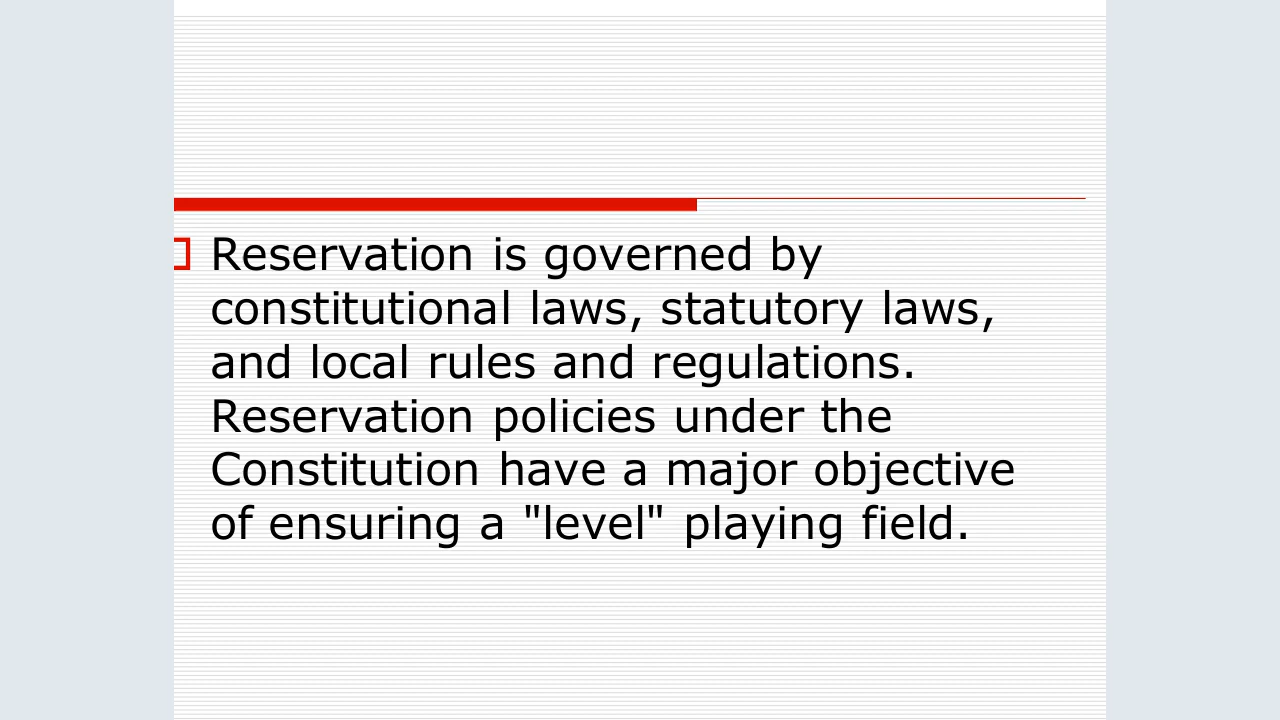 Reservation is governed by
constitutional laws, statutory laws,
and local rules and regulations.
Reservation policies under the
Constitution have a major objective
of ensuring a "level" playing field.